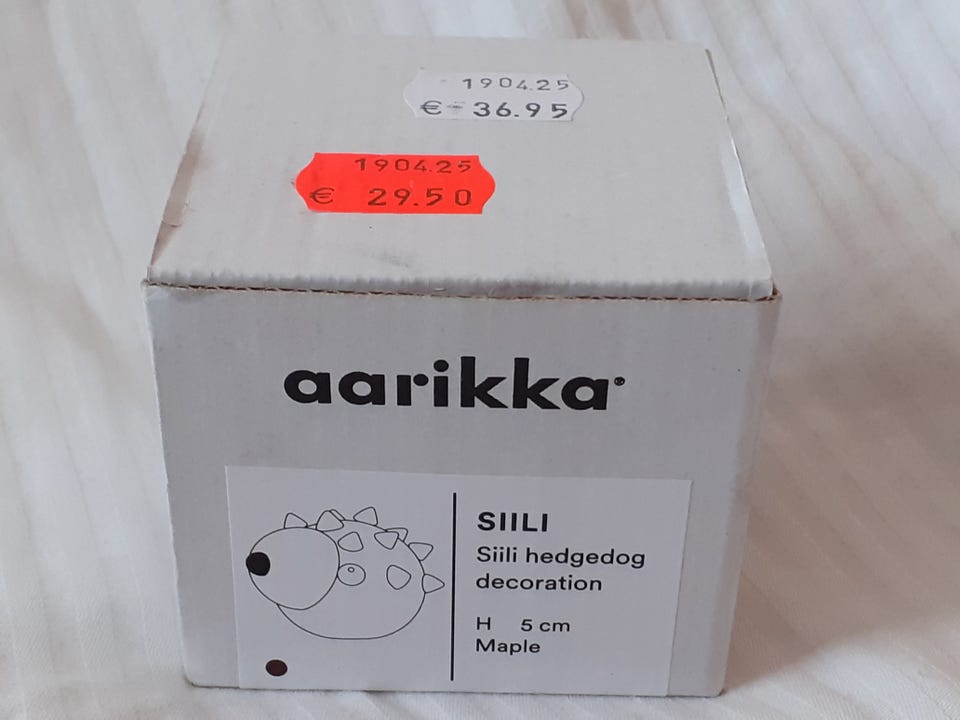 1904.25
€ 36.95
1904.25
€ 29.50
aarikka®
SIILI
Siili hedgedog
decoration
H 5 cm
Maple